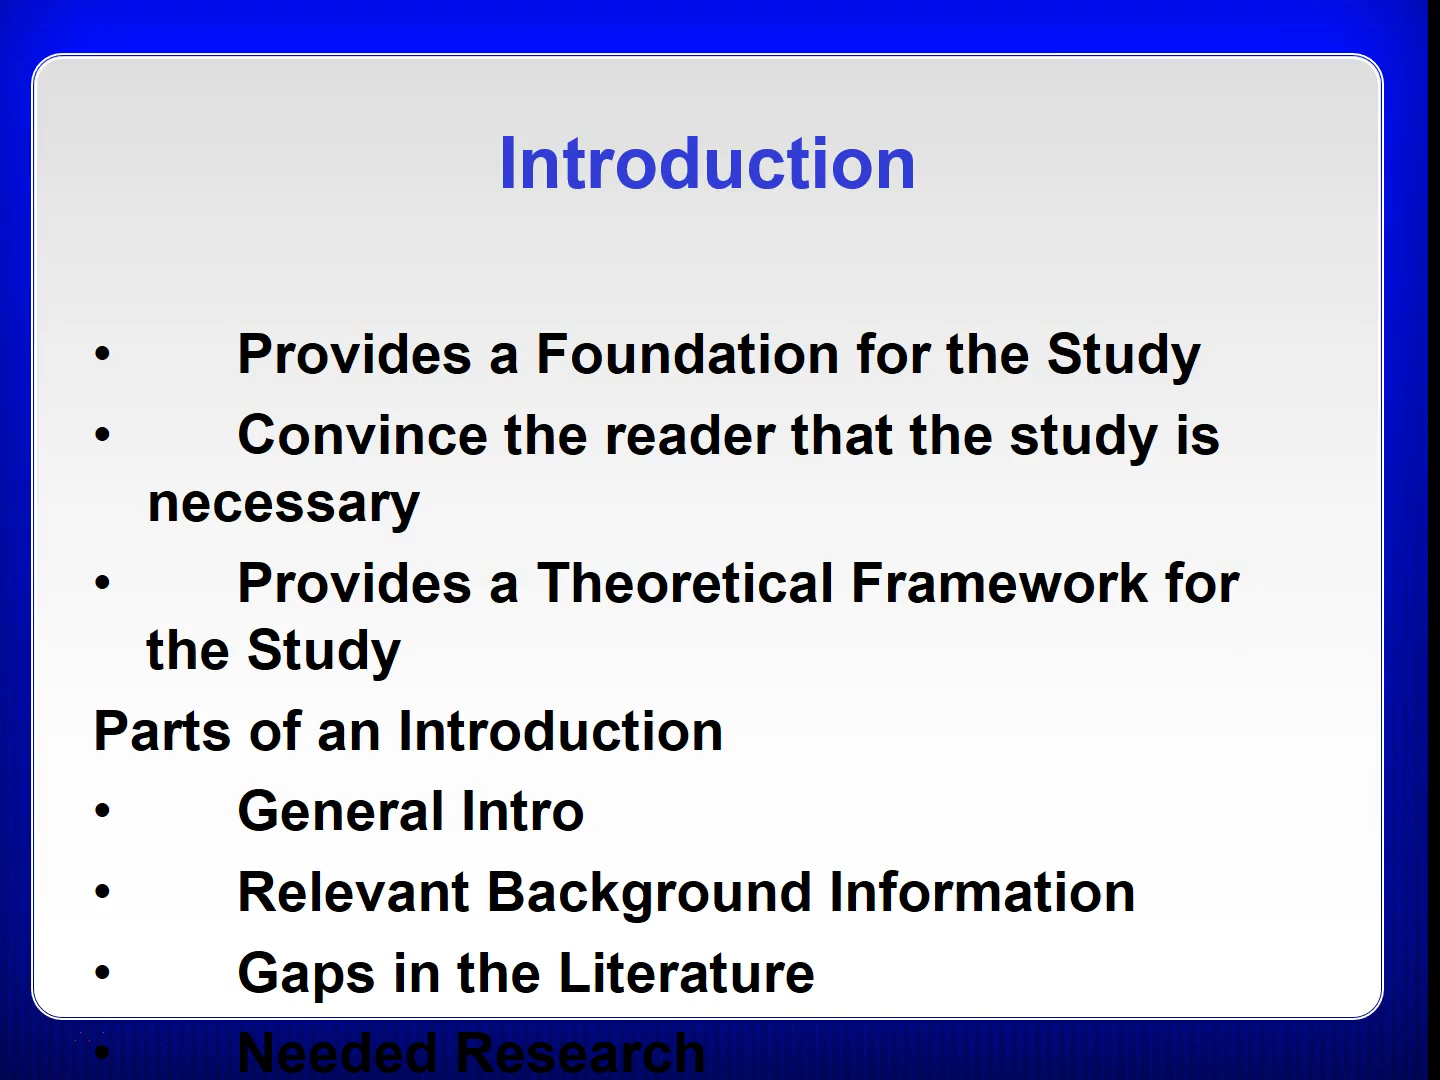 Introduction
• Provides a Foundation for the Study
• Convince the reader that the study is
necessary
• Provides a Theoretical Framework for
the Study
Parts of an Introduction
• General Intro
• Relevant Background Information
• Gaps in the Literature
• Needed Research